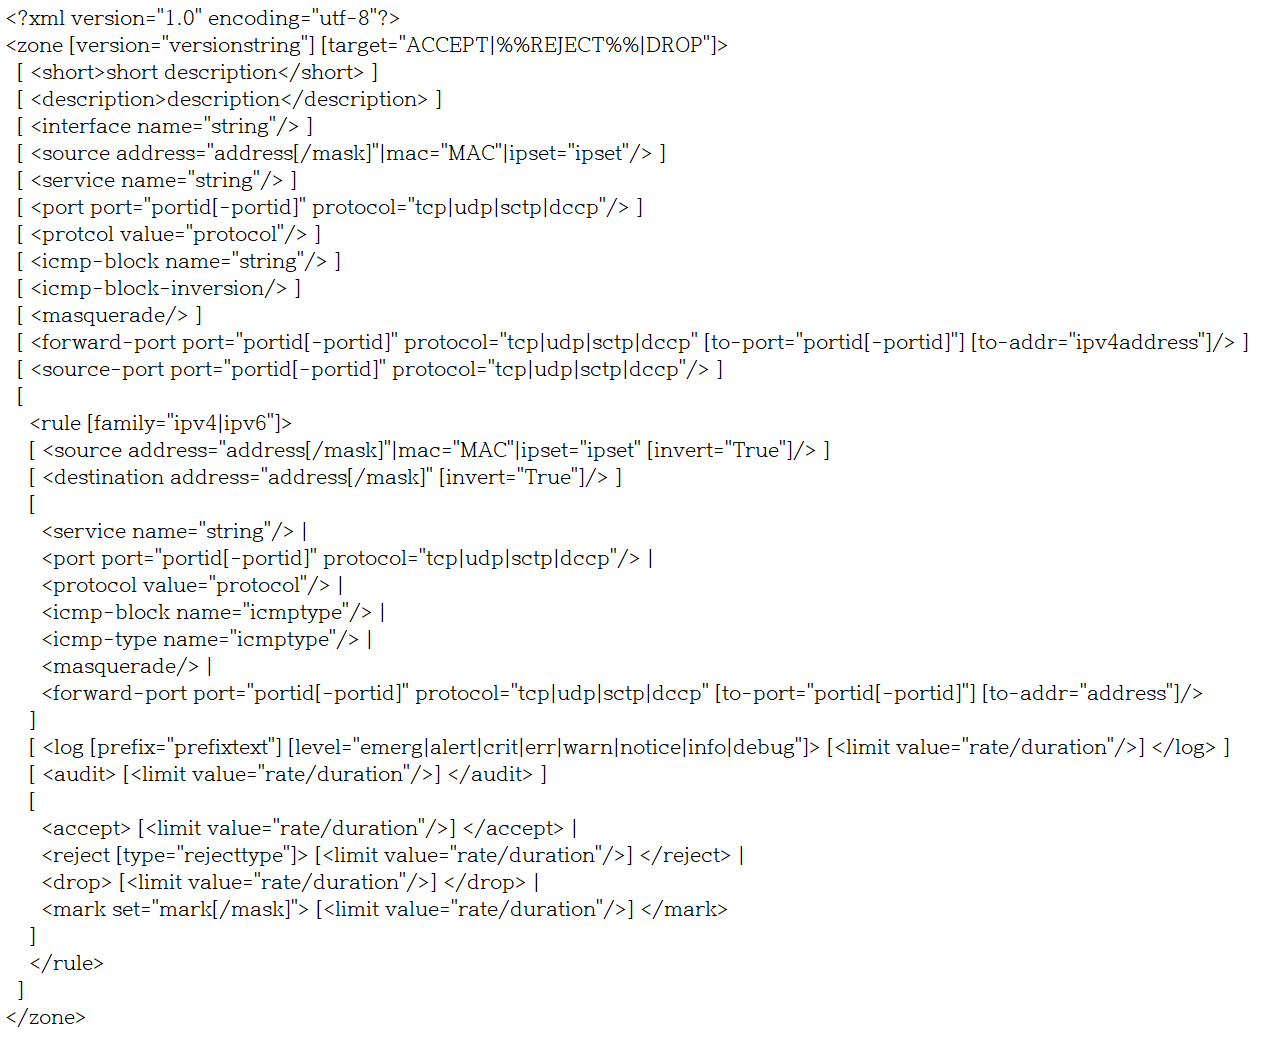 <?xml version="1.0" encoding="utf-8"?>
<zone [version="versionstring"] [target="ACCEPT|%%REJECT%%|DROP"]>
[ <short>short description</short> ]
[ <description>description</description> ]
[ <interface name="string"/> ]
[ <source address="address[/mask]"|mac="MAC"|ipset="ipset"/> ]
[ <service name="string"/> ]
[ <port port="portid[-portid]" protocol="tcp|udp|sctp|dccp"/> ]
[ <protcol value="protocol"/> ]
[ <icmp-block name="string"/> ]
[ <icmp-block-inversion/> ]
[ <masquerade/> ]
[ <forward-port port="portid[-portid]" protocol="tcp|udp|sctp|dccp" [to-port="portid[-portid]"] [to-addr="ipv4address"]/> ]
[ <source-port port="portid[-portid]" protocol="tcp|udp|sctp|dccp"/> ]
[
<rule [family="ipv4|ipv6"]>
[ <source address="address[/mask]"|mac="MAC"|ipset="ipset" [invert="True"]/> ]
[ <destination address="address[/mask]" [invert="True"]/> ]
[
<service name="string"/> |
<port port="portid[-portid]" protocol="tcp|udp|sctp|dccp"/> |
<protocol value="protocol"/> |
<icmp-block name="icmptype"/> |
<icmp-type name="icmptype"/> |
<masquerade/> |
<forward-port port="portid[-portid]" protocol="tcp|udp|sctp|dccp" [to-port="portid[-portid]"] [to-addr="address"]/>
]
[ <log [prefix="prefixtext"] [level="emerg|alert|crit|err|warn|notice|info|debug"]> [<limit value="rate/duration"/>] </log> ]
[ <audit> [<limit value="rate/duration"/>] </audit> ]
[
<accept> [<limit value="rate/duration"/>] </accept> |
<reject [type="rejecttype"]> [<limit value="rate/duration"/>] </reject> |
<drop> [<limit value="rate/duration"/>] </drop> |
<mark set="mark[/mask]"> [<limit value="rate/duration"/>] </mark>
]
</rule>
]
</zone>